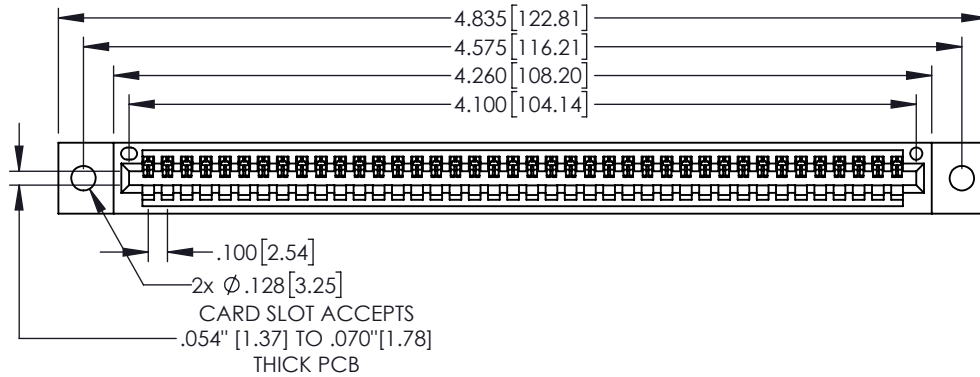 4.835[122.81]
4.575[116.21]
4.260[108.20]
4.100[104.14]
.100[2.54]
2x Ø.128[3.25]
CARD SLOT ACCEPTS
.054" [1.37] TO .070"[1.78]
THICK PCB